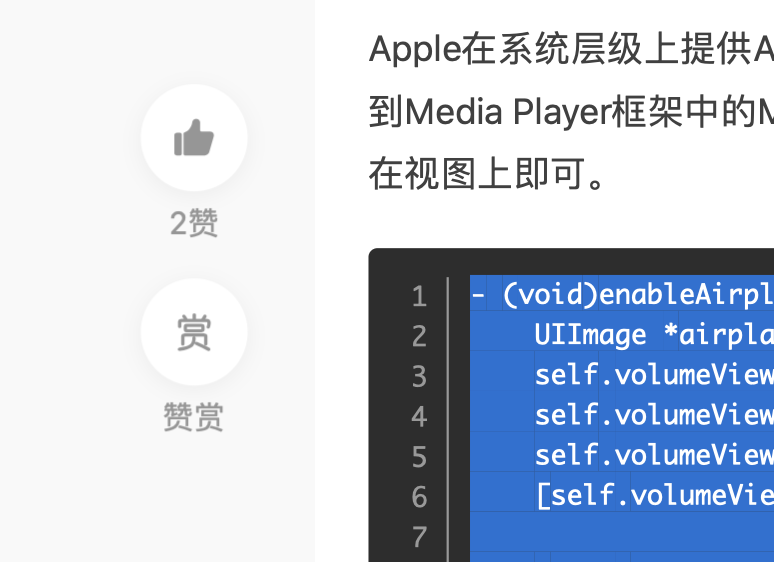 2赞
赏
赞赏
Apple在系统层级上提供A
到Media Player框架中的M
在视图上即可。
1 - (void)enableAirpl
2 UIImage *airpla
3 self.volumeView
4 self.volumeView
5 self.volumeView
6 [self.volumeVie
7